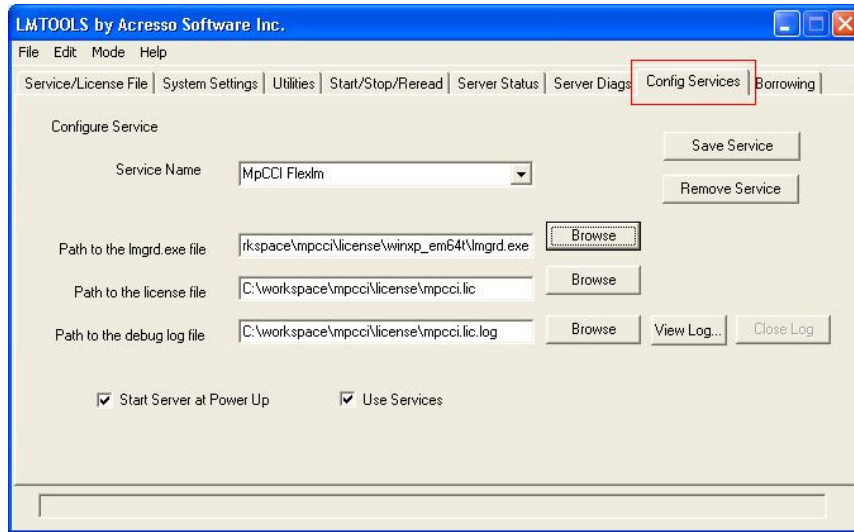 LMTOOLS by Acresso Software Inc.
File Edit Mode Help
Service/License File System Settings Utilities Start/Stop/Reread Server Status Server Diags Config Services Borrowing
Configure Service
Save Service
Service Name MpCCI Flexlm
Remove Service
Path to the lmgrd.exe file rkspace\mpcci\license\winxp_em64t\lmgrd.exe Browse
Path to the license file C:\workspace\mpcci\license\mpcci.lic Browse
Path to the debug log file C:\workspace\mpcci\license\mpcci.lic.log Browse View Log... Close Log
Start Server at Power Up Use Services